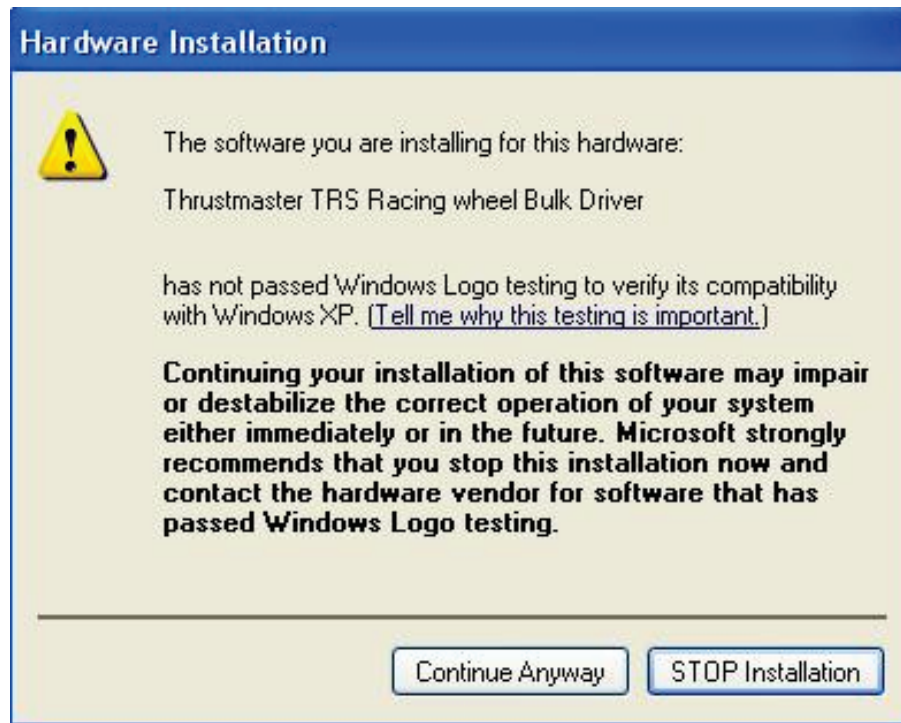 Hardware Installation
The software you are installing for this hardware:
Thrustmaster TRS Racing wheel Bulk Driver
has not passed Windows Logo testing to verify its compatibility
with Windows XP. (Tell me why this testing is important.)
Continuing your installation of this software may impair
or destabilize the correct operation of your system
either immediately or in the future. Microsoft strongly
recommends that you stop this installation now and
contact the hardware vendor for software that has
passed Windows Logo testing.
Continue Anyway
STOP Installation